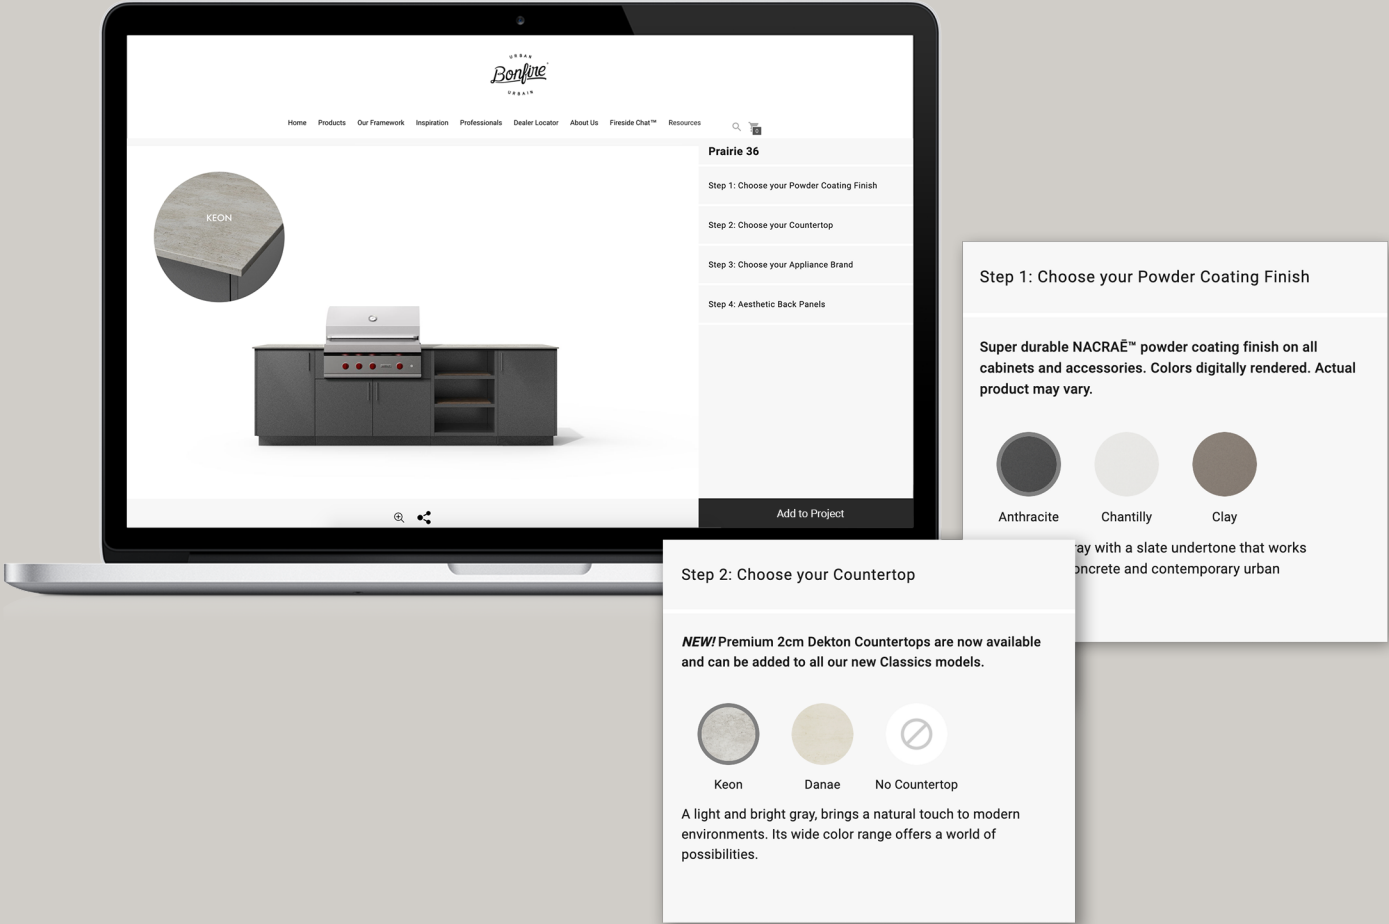 URBAN
Bonfire
URBAIN
Home Products Our Framework Inspiration Professionals Dealer Locator About Us Fireside Chat™ Resources
0
KEON
Prairie 36
Step 1: Choose your Powder Coating Finish
Step 2: Choose your Countertop
Step 3: Choose your Appliance Brand
Step 4: Aesthetic Back Panels
Add to Project
Step 1: Choose your Powder Coating Finish
Super durable NACRAĒ™ powder coating finish on all
cabinets and accessories. Colors digitally rendered. Actual
product may vary.
Anthracite Chantilly Clay
with a slate undertone that works
and contemporary urban
Step 2: Choose your Countertop
NEW! Premium 2cm Dekton Countertops are now available
and can be added to all our new Classics models.
Keon Danae No Countertop
A light and bright gray, brings a natural touch to modern
environments. Its wide color range offers a world of
possibilities.